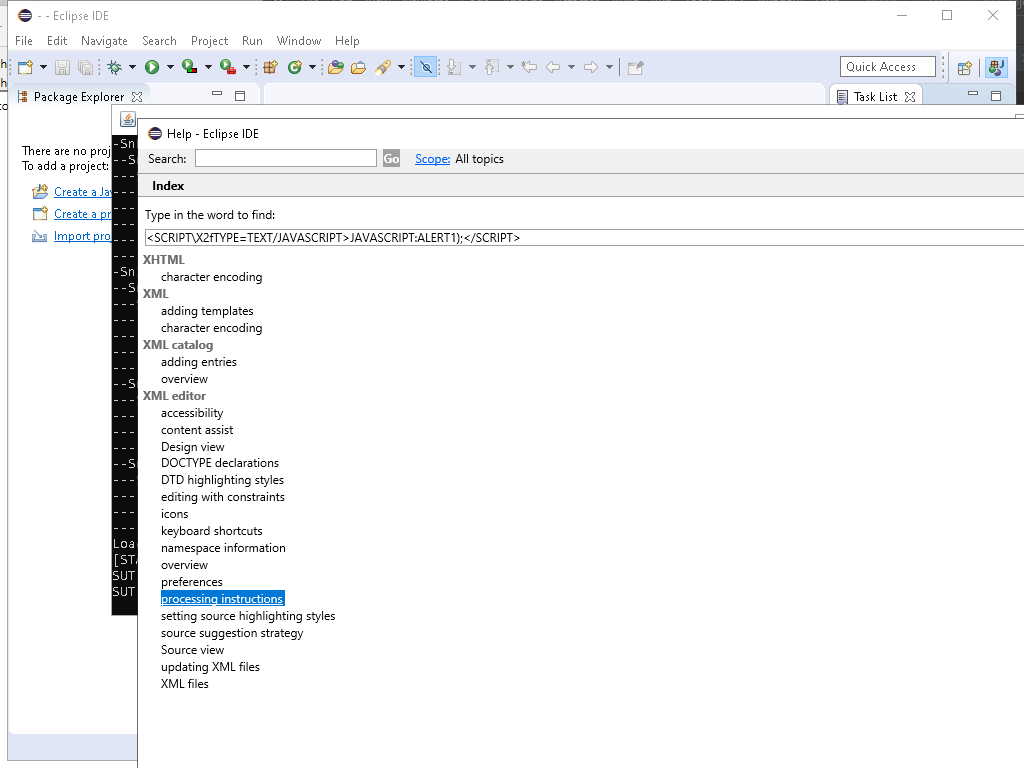 - - Eclipse IDE
File Edit Navigate Search Project Run Window Help
Quick Access
Package Explorer
Task List
There are no proj
To add a project:
Create a Ja
Create a pr
Import pro
-Sn
--S
-Sn
--S
--S
--S
Loa
[STA
SUT
SUT
Help - Eclipse IDE
Search:
Go
Scope: All topics
Index
Type in the word to find:
<SCRIPT\X2fTYPE=TEXT/JAVASCRIPT>JAVASCRIPT:ALERT1);</SCRIPT>
XHTML
character encoding
XML
adding templates
character encoding
XML catalog
adding entries
overview
XML editor
accessibility
content assist
Design view
DOCTYPE declarations
DTD highlighting styles
editing with constraints
icons
keyboard shortcuts
namespace information
overview
preferences
processing instructions
setting source highlighting styles
source suggestion strategy
Source view
updating XML files
XML files